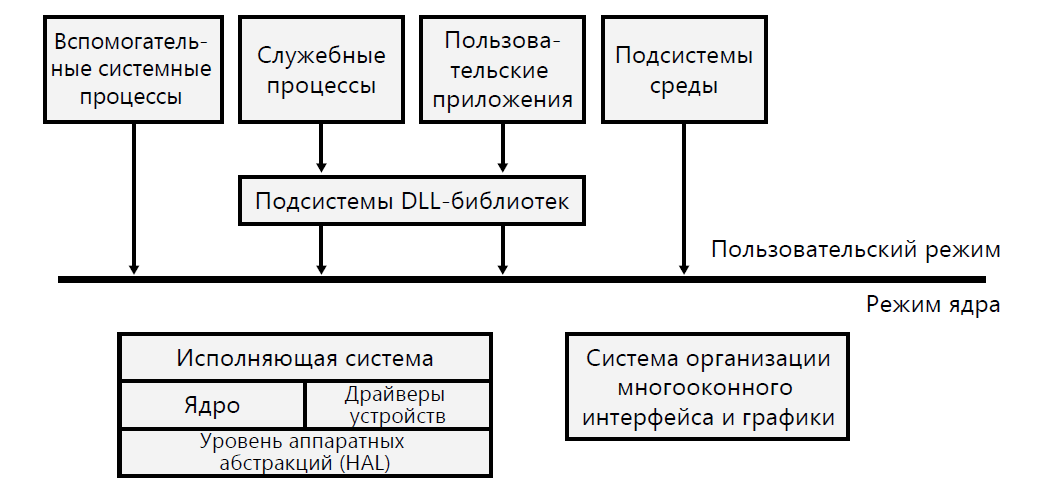 Вспомогатель-
ные системные
процессы
Служебные
процессы
Пользова-
тельские
приложения
Подсистемы
среды
Подсистемы DLL-библиотек
Пользовательский режим
Режим ядра
Исполняющая система
Ядро
Драйверы
устройств
Уровень аппаратных
абстракций (HAL)
Система организации
многооконного
интерфейса и графики